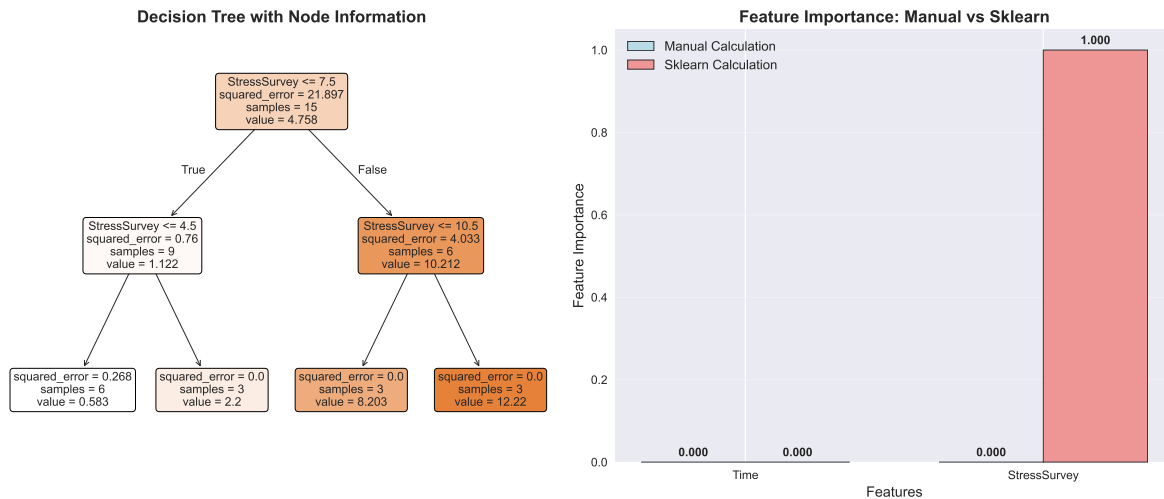 Decision Tree with Node Information
StressSurvey <= 7.5
squared_error = 21.897
samples = 15
value = 4.758
True
False
StressSurvey <= 4.5
squared_error = 0.76
samples = 9
value = 1.122
StressSurvey <= 10.5
squared_error = 4.033
samples = 6
value = 10.212
squared_error = 0.268
samples = 6
value = 0.583
squared_error = 0.0
samples = 3
value = 2.2
squared_error = 0.0
samples = 3
value = 8.203
squared_error = 0.0
samples = 3
value = 12.22
Feature Importance: Manual vs Sklearn
Manual Calculation
Sklearn Calculation
1.000
Feature Importance
1.0
0.8
0.6
0.4
0.2
0.0
0.000
0.000
0.000
Time
StressSurvey
Features